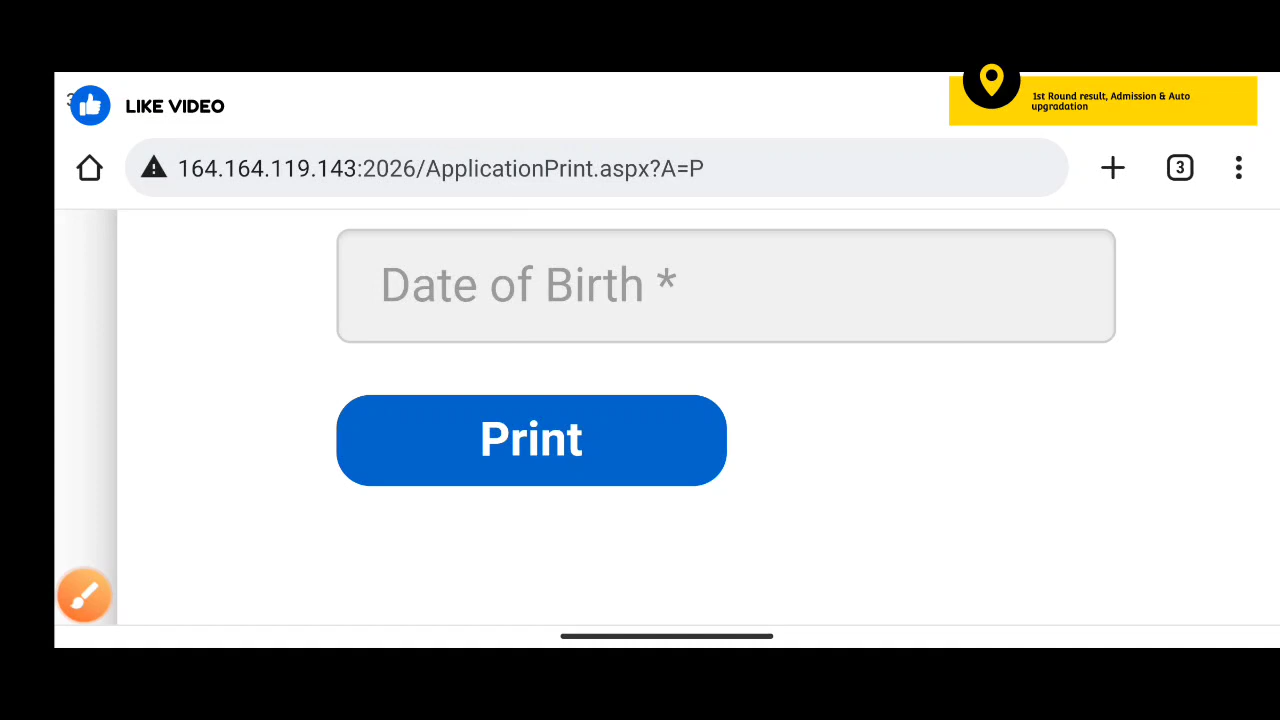 LIKE VIDEO
1st Round result, Admission & Auto
upgradation
164.164.119.143:2026/ApplicationPrint.aspx?A=P
3
Date of Birth *
Print